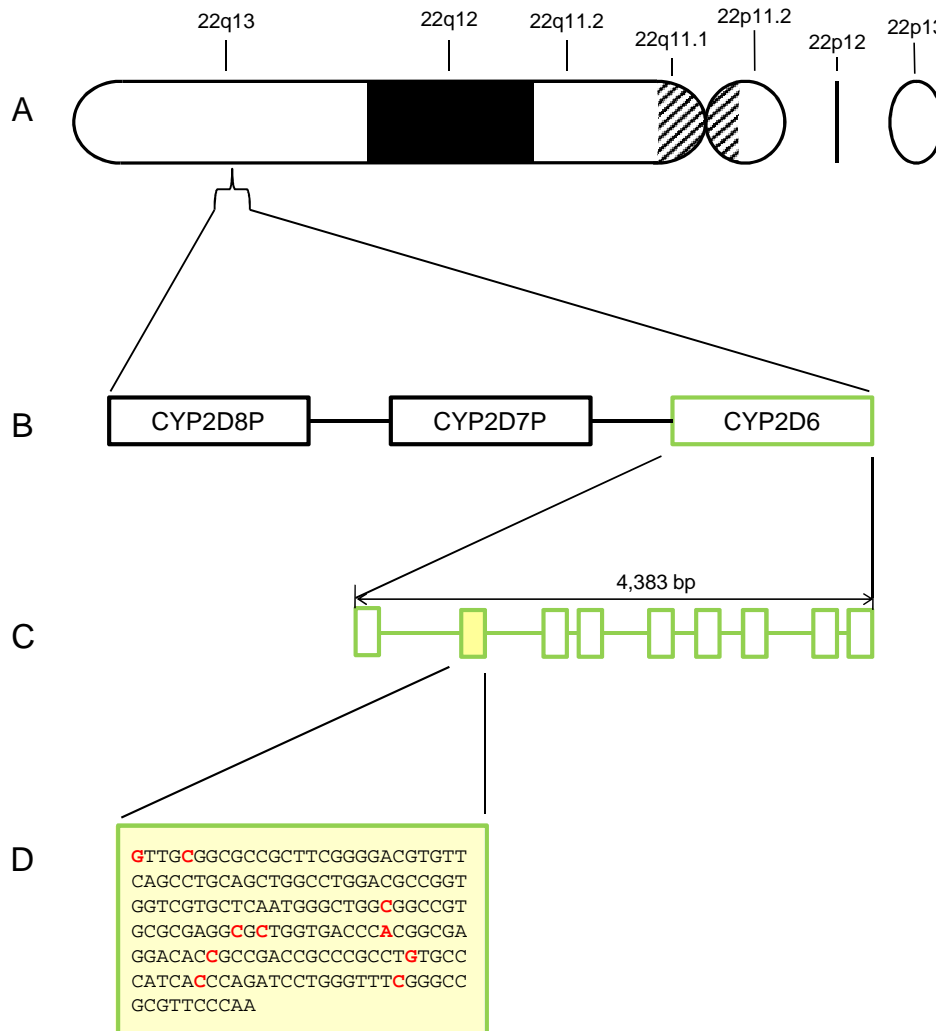 22q13 22q12 22q11.2 22q11.1 22p11.2 22p12 22p13
A
B CYP2D8P CYP2D7P CYP2D6
4,383 bp
C
D
GTTGCGGCGCCGCTTCGGGGACGTGTT
CAGCCTGCAGCTGGCCTGGACGCCGGT
GGTCGTGCTCAATGGGCTGGCGGCCGT
GCGCGAGGCGCTGGTGACCCACGGCGA
GGACACCGCCGACCGCCCGCCTGTGCC
CATCACCCAGATCCTGGGTTTCGGGCC
GCGTTCCCAA